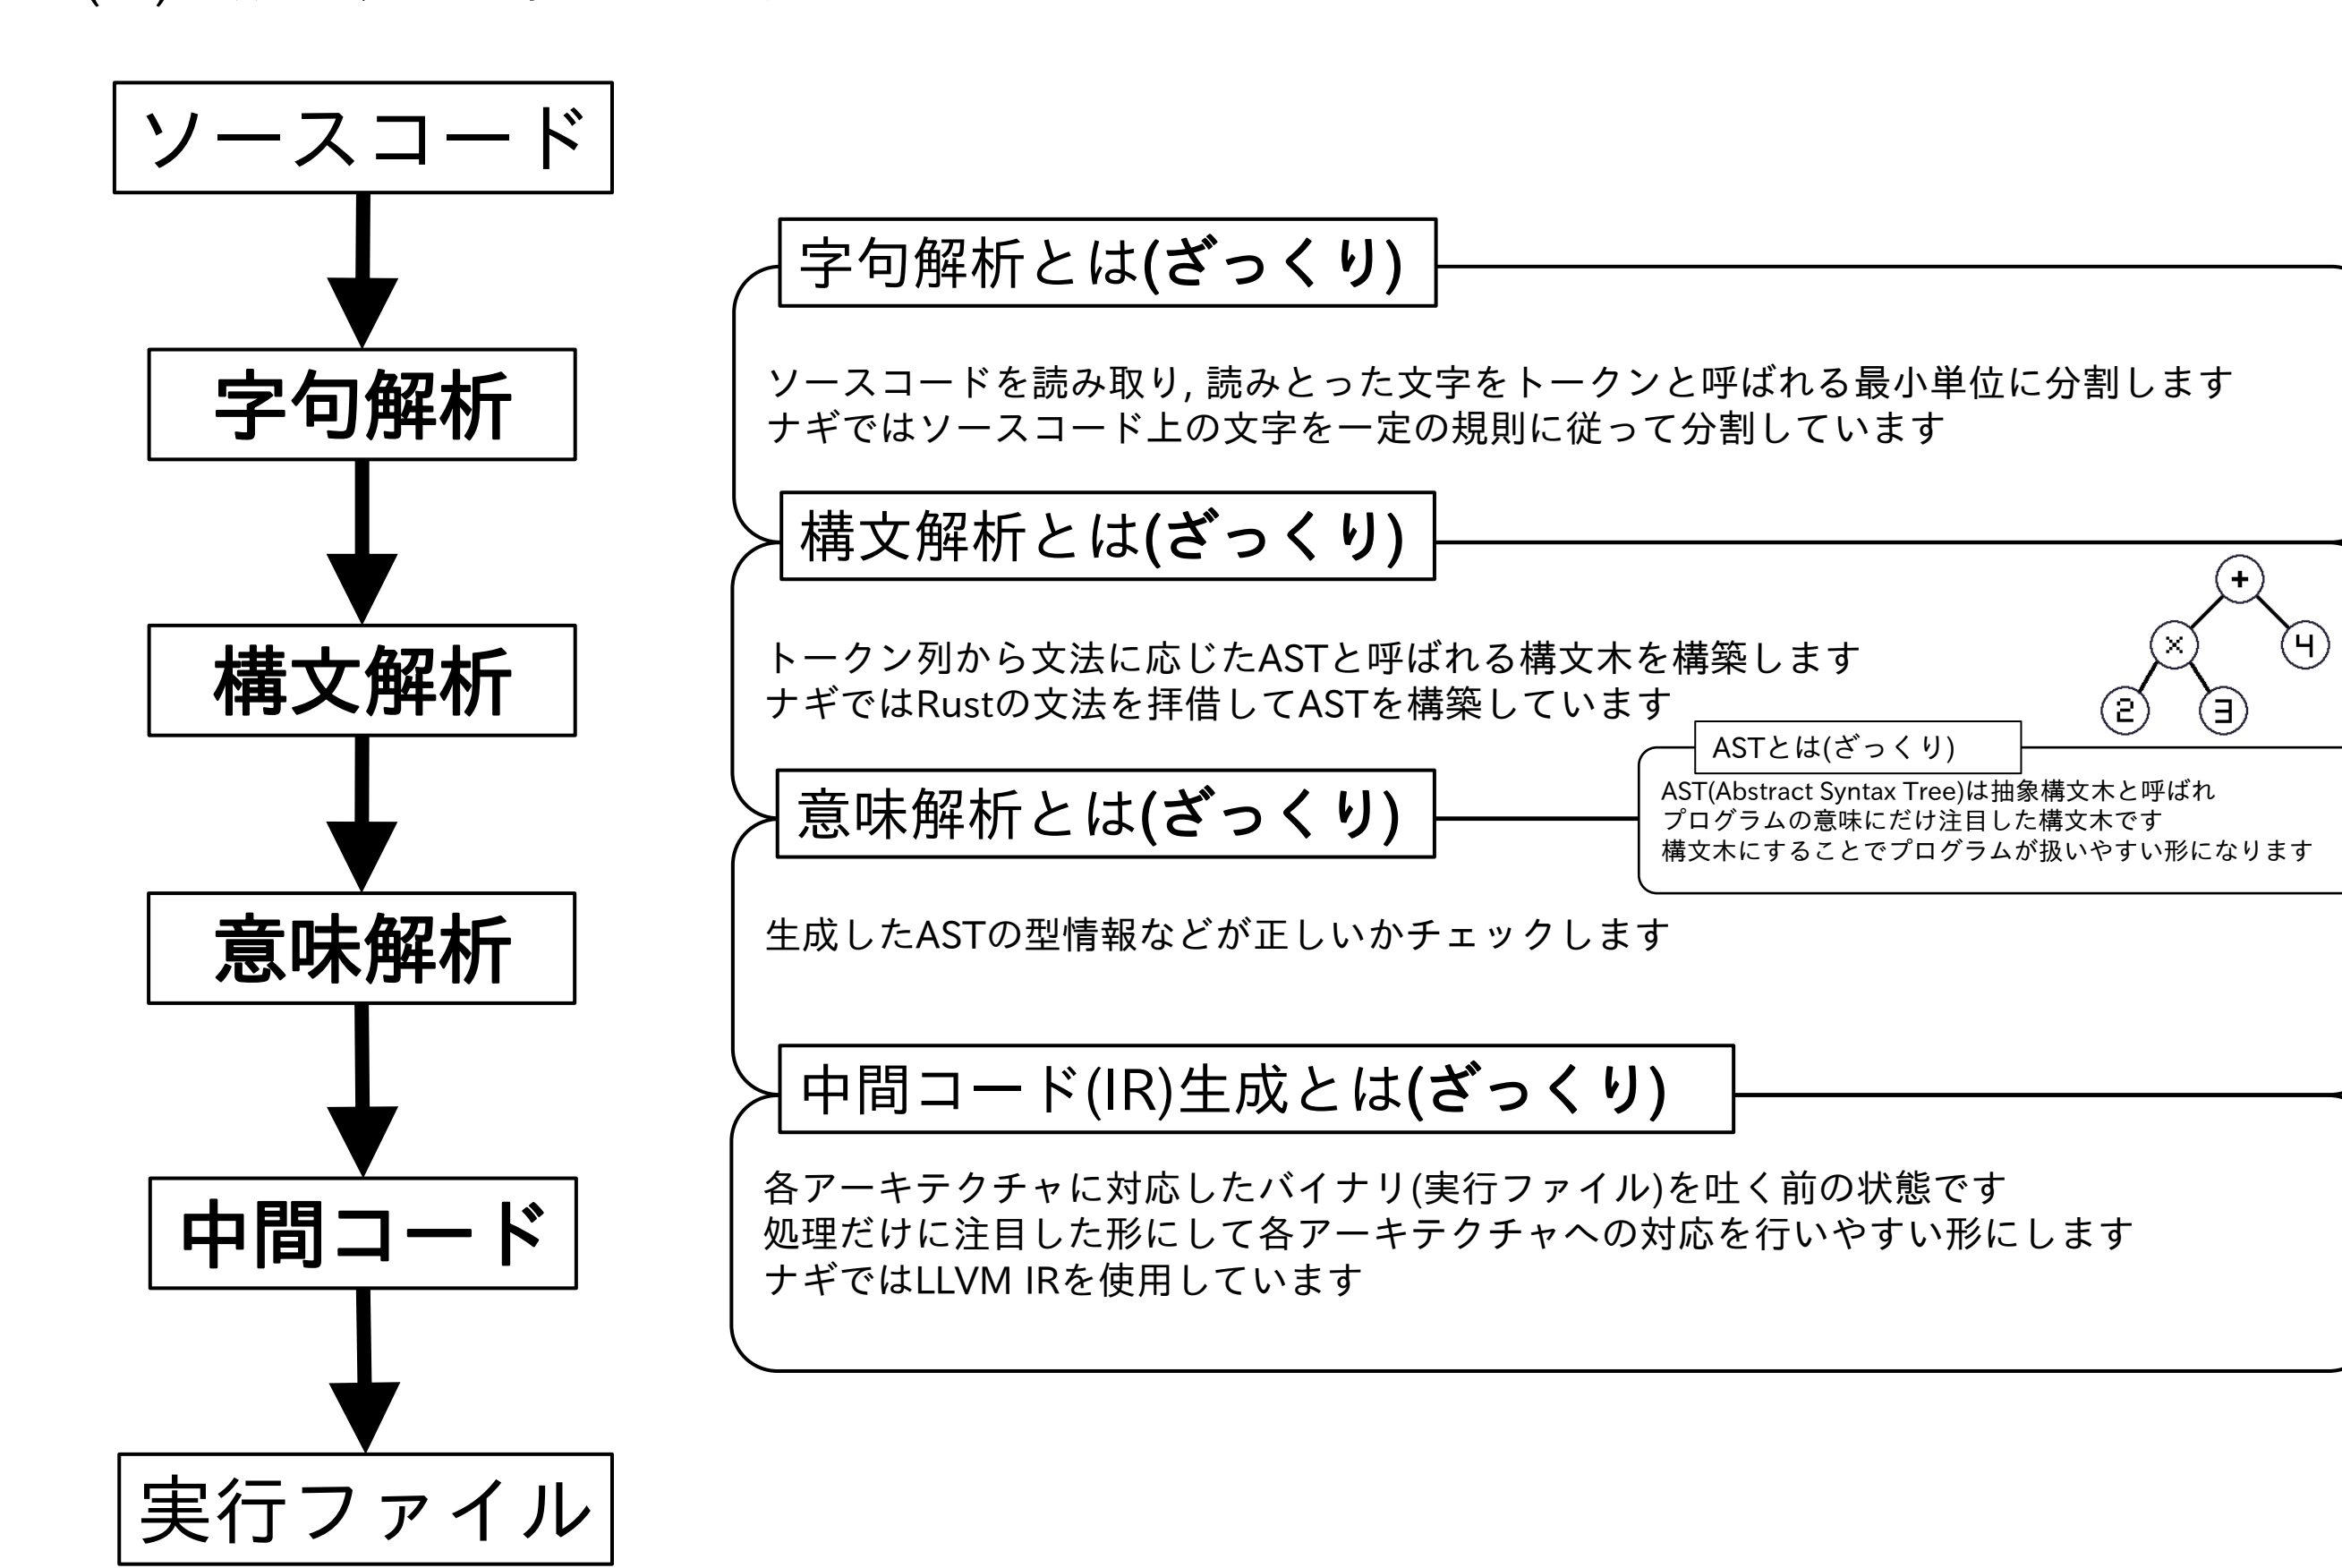 ソースコード
字句解析
構文解析
意味解析
中間コード
実行ファイル
字句解析とは(ざっくり)
ソースコードを読み取り, 読みとった文字をトークンと呼ばれる最小単位に分割します
ナギではソースコード上の文字を一定の規則に従って分割しています
構文解析とは(ざっくり)
トークン列から文法に応じたASTと呼ばれる構文木を構築します
ナギではRustの文法を拝借してASTを構築しています
+
×
4
2
3
ASTとは(ざっくり)
AST(Abstract Syntax Tree)は抽象構文木と呼ばれ
プログラムの意味にだけ注目した構文木です
構文木にすることでプログラムが扱いやすい形になります
意味解析とは(ざっくり)
生成したASTの型情報などが正しいかチェックします
中間コード(IR)生成とは(ざっくり)
各アーキテクチャに対応したバイナリ(実行ファイル)を吐く前の状態です
処理だけに注目した形にして各アーキテクチャへの対応を行いやすい形にします
ナギではLLVM IRを使用しています